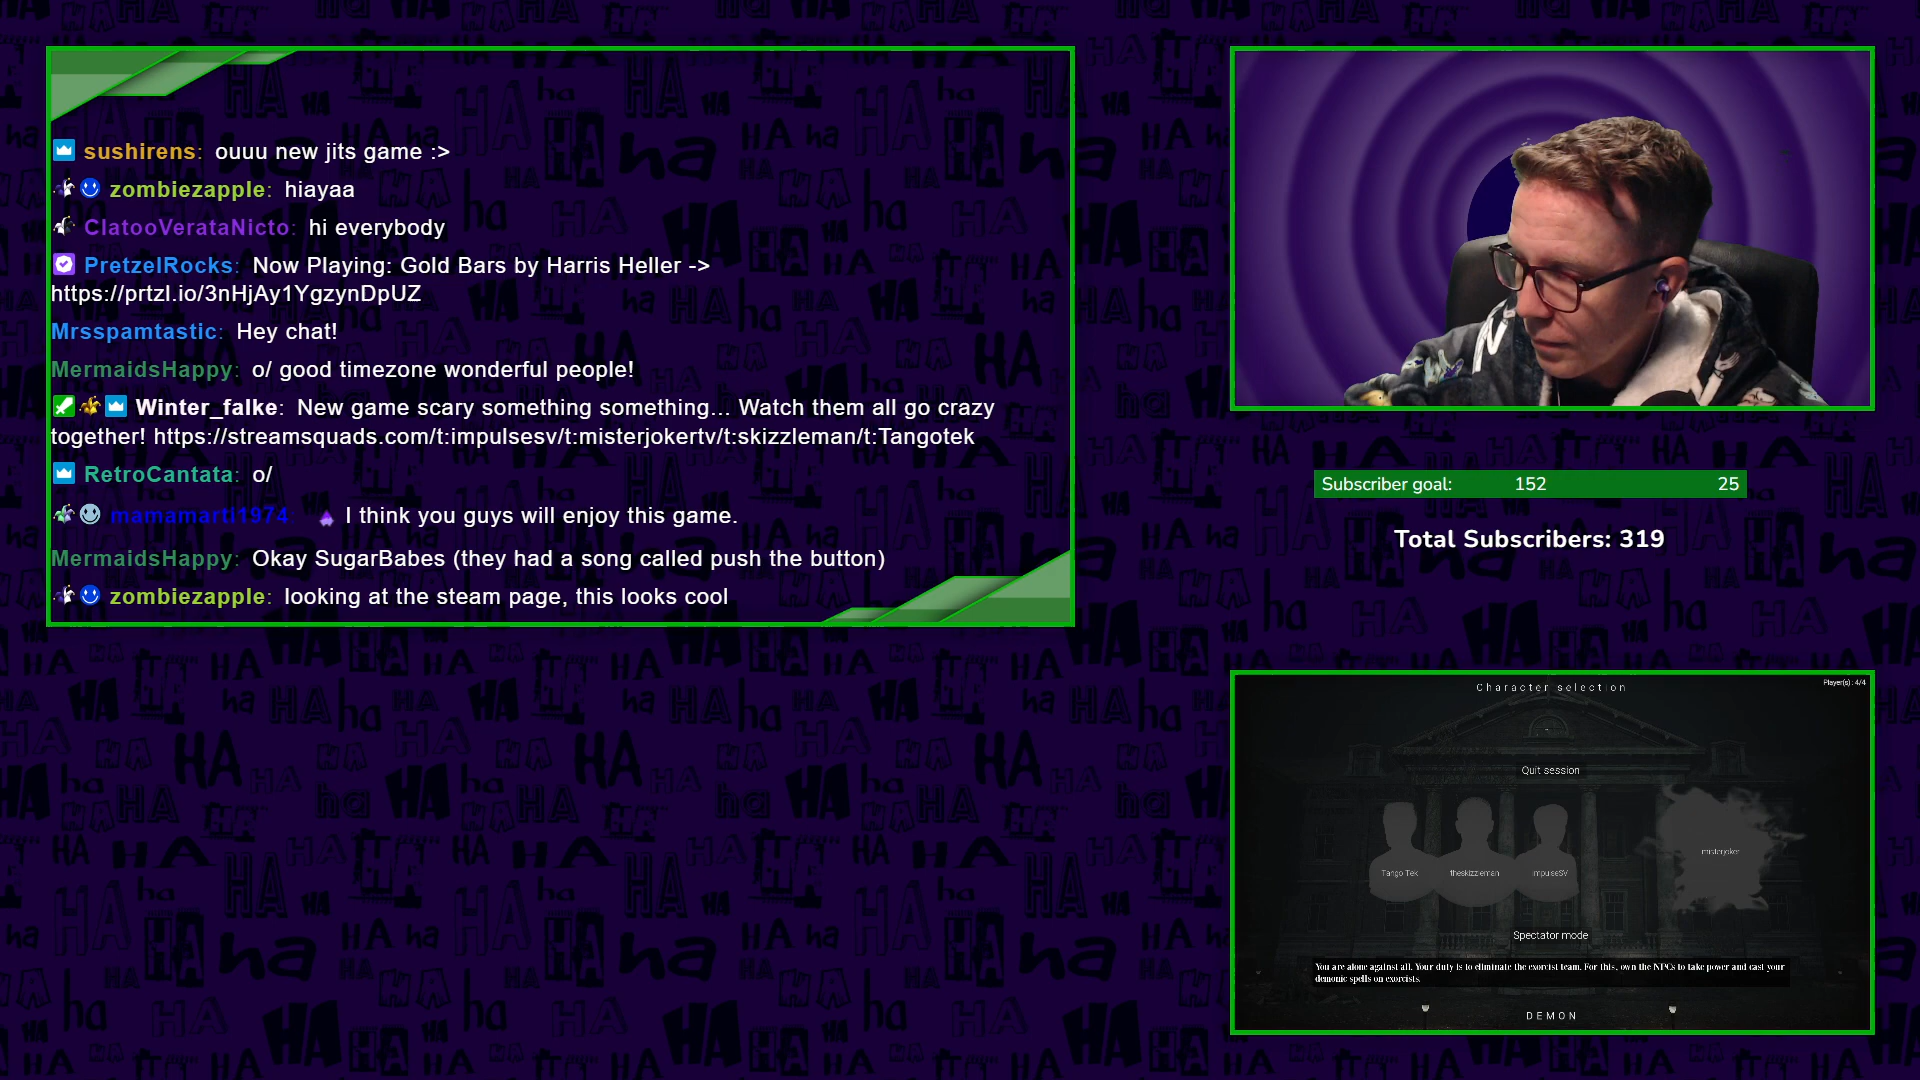 sushirens: ouuu new jits game :>
zombiezapple: hiayaa
ClatooVerataNicto: hi everybody
PretzelRocks: Now Playing: Gold Bars by Harris Heller ->
https://prtzl.io/3nHjAy1YgzynDpUZ
Mrsspamtastic: Hey chat!
MermaidsHappy: o/ good timezone wonderful people!
Winter_falke: New game scary something something... Watch them all go crazy
together! https://streamsquads.com/t:impulsesv/t:misterjokertv/t:skizzleman/t:Tangotek
RetroCantata: o/
mamamarti1974: I think you guys will enjoy this game.
MermaidsHappy: Okay SugarBabes (they had a song called push the button)
zombiezapple: looking at the steam page, this looks cool
Subscriber goal: 152 25
Total Subscribers: 319
Character selection
Player(s): 4/4
Quit session
misterjoker
Tango Tek theskizzleman impulseSV
Spectator mode
You are alone against all. Your duty is to eliminate the exorcist team. For this, own the NPCs to take power and cast your
demonic spells on exorcists.
DEMON